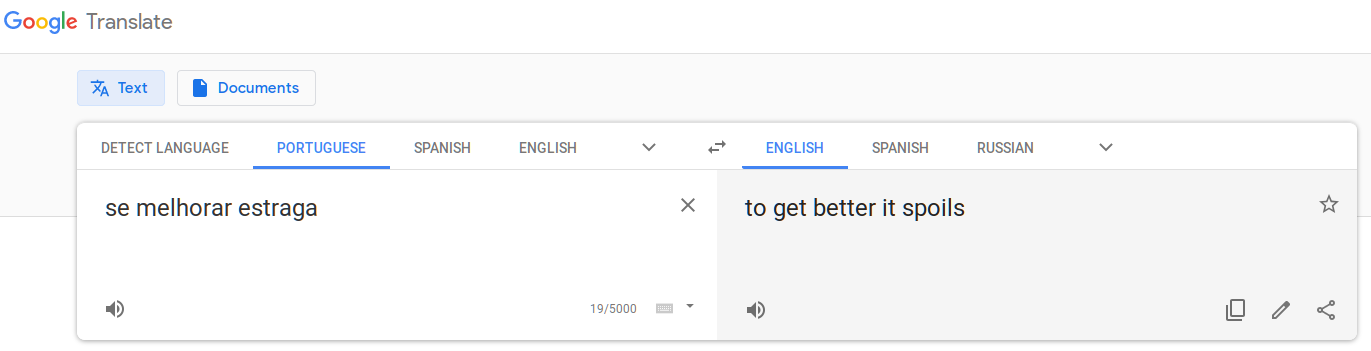 Google Translate
Text Documents
DETECT LANGUAGE PORTUGUESE SPANISH ENGLISH ENGLISH SPANISH RUSSIAN
se melhorar estraga to get better it spoils
19/5000